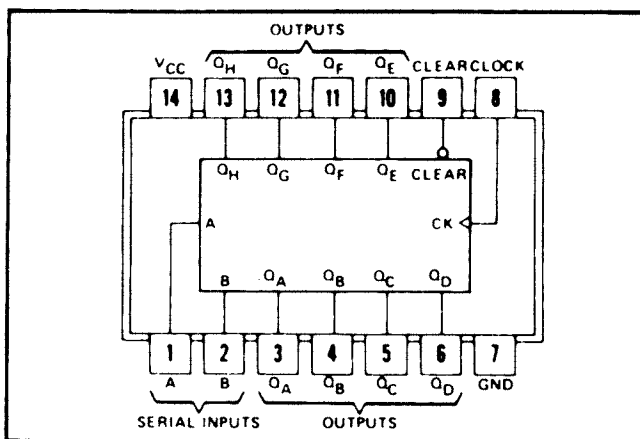 OUTPUTS
VCC QH QG QF QE CLEAR CLOCK
14 13 12 11 10 9 8
QH QG QF QE CLEAR
A CK
B QA QB QC QD
1 2 3 4 5 6 7
A B QA QB QC QD GND
SERIAL INPUTS OUTPUTS